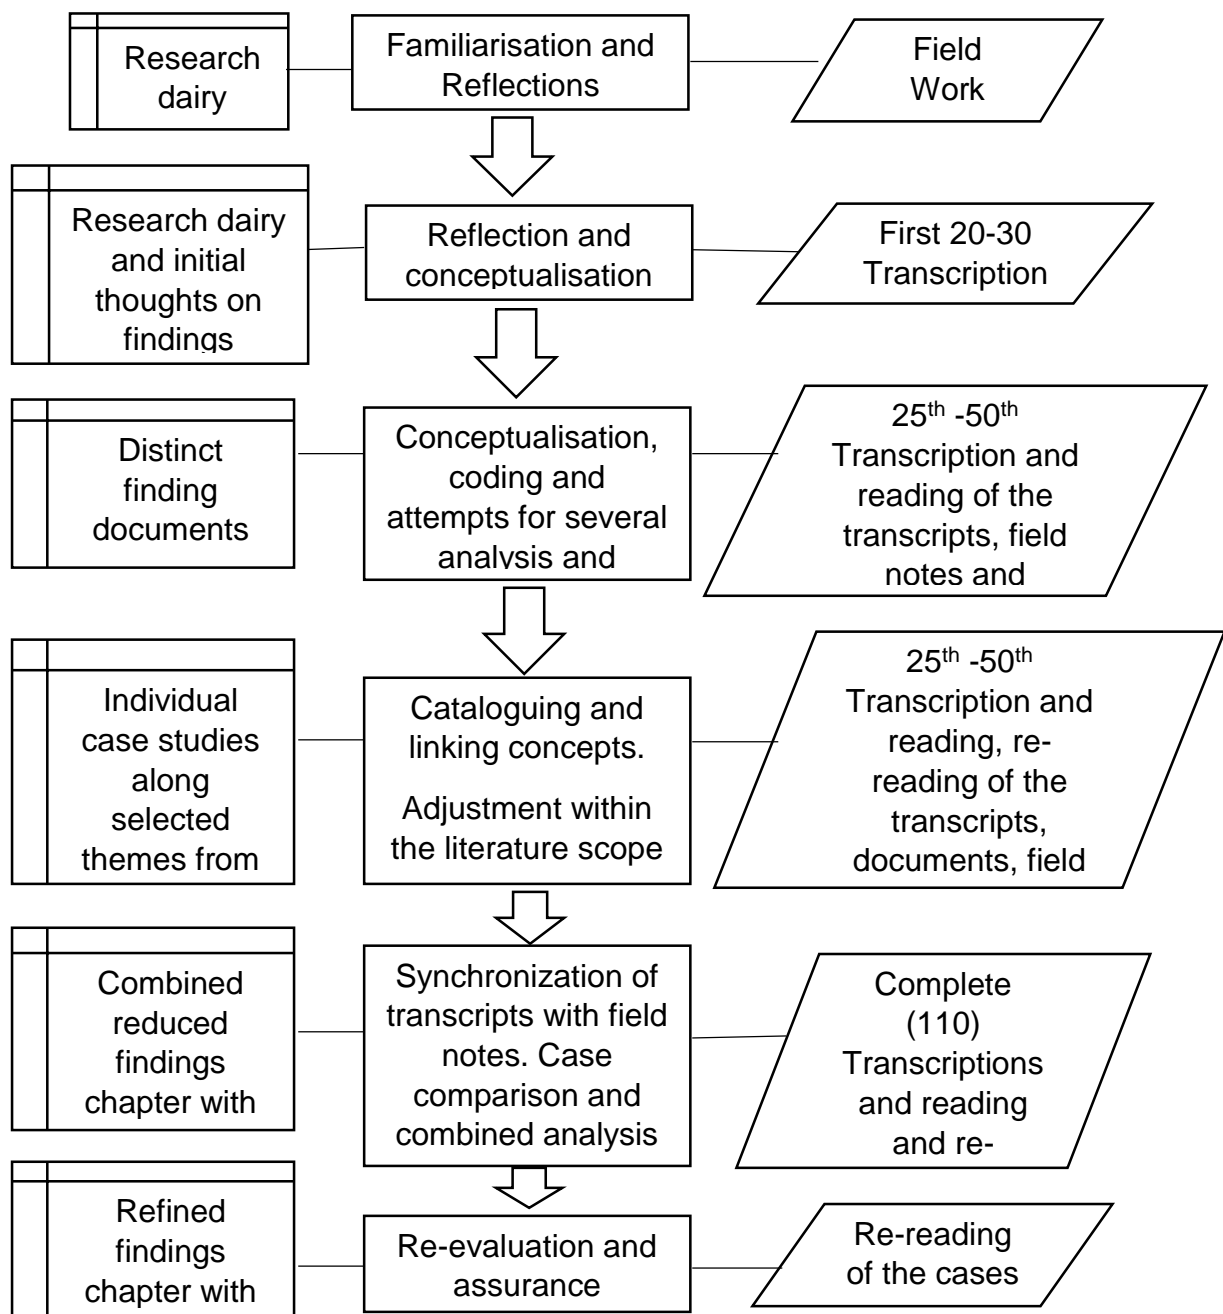 Research
dairy
Familiarisation and
Reflections
Field
Work
Research dairy
and initial
thoughts on
findings
Reflection and
conceptualisation
First 20-30
Transcription
Distinct
finding
documents
Conceptualisation,
coding and
attempts for several
analysis and
25th -50th
Transcription and
reading of the
transcripts, field
notes and
Individual
case studies
along
selected
themes from
Cataloguing and
linking concepts.
Adjustment within
the literature scope
25th -50th
Transcription and
reading, re-
reading of the
transcripts,
documents, field
Combined
reduced
findings
chapter with
Synchronization of
transcripts with field
notes. Case
comparison and
combined analysis
Complete
(110)
Transcriptions
and reading
and re-
Refined
findings
chapter with
Re-evaluation and
assurance
Re-reading
of the cases